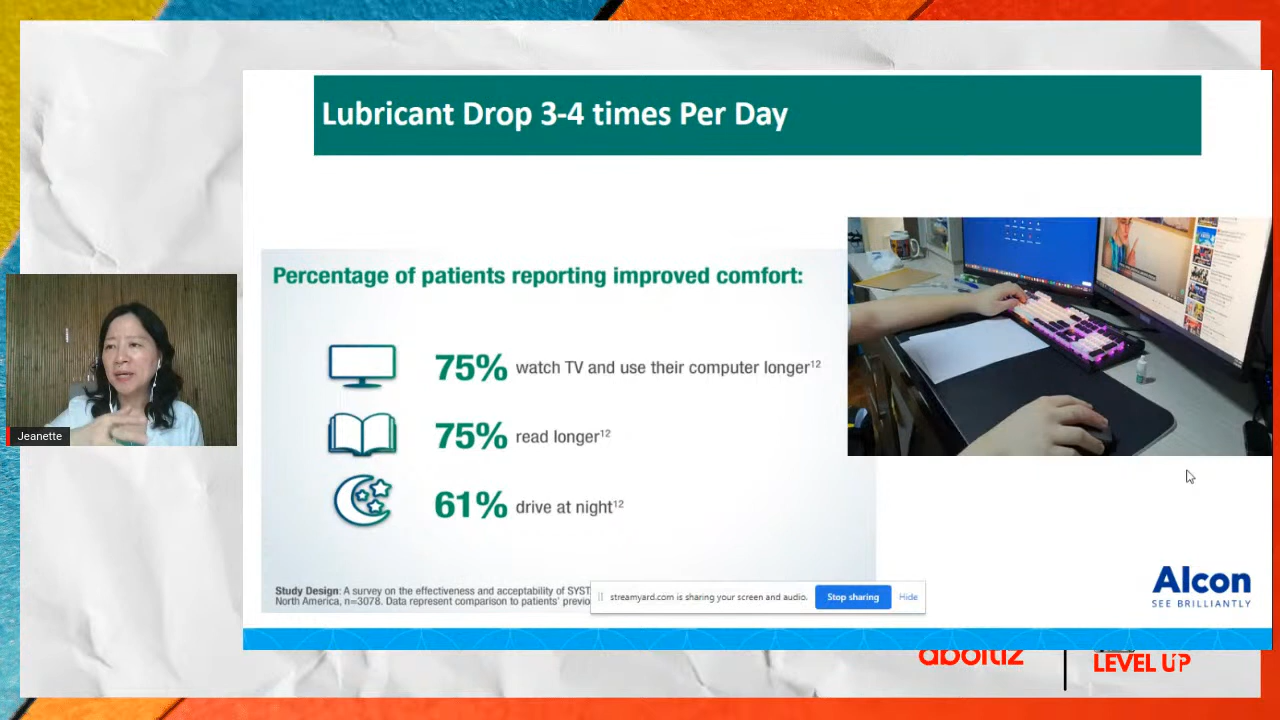 Lubricant Drop 3-4 times Per Day
Percentage of patients reporting improved comfort:
75% watch TV and use their computer longer12
75% read longer12
61% drive at night12
Jeanette
Study Design: A survey on the effectiveness and acceptability of SYST
North America, n=3078. Data represent comparison to patients' previo
streamyard.com is sharing your screen and audio.
Stop sharing
Hide
Alcon
SEE BRILLIANTLY
aboitiz
LEVEL UP